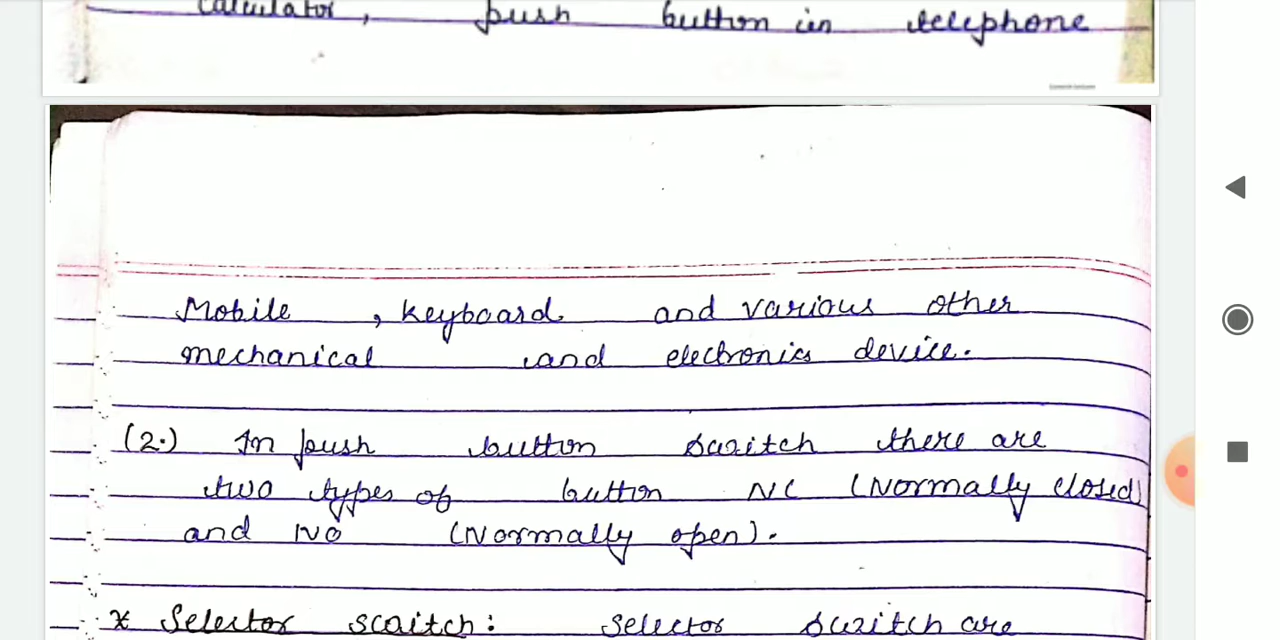 calculator, push button in telephone
Mobile, keyboard and various other
mechanical and electronics device.
(2.) In push button switch there are
two types of button NC (Normally closed)
and NO (Normally open).
* Selector switch: selector switch are